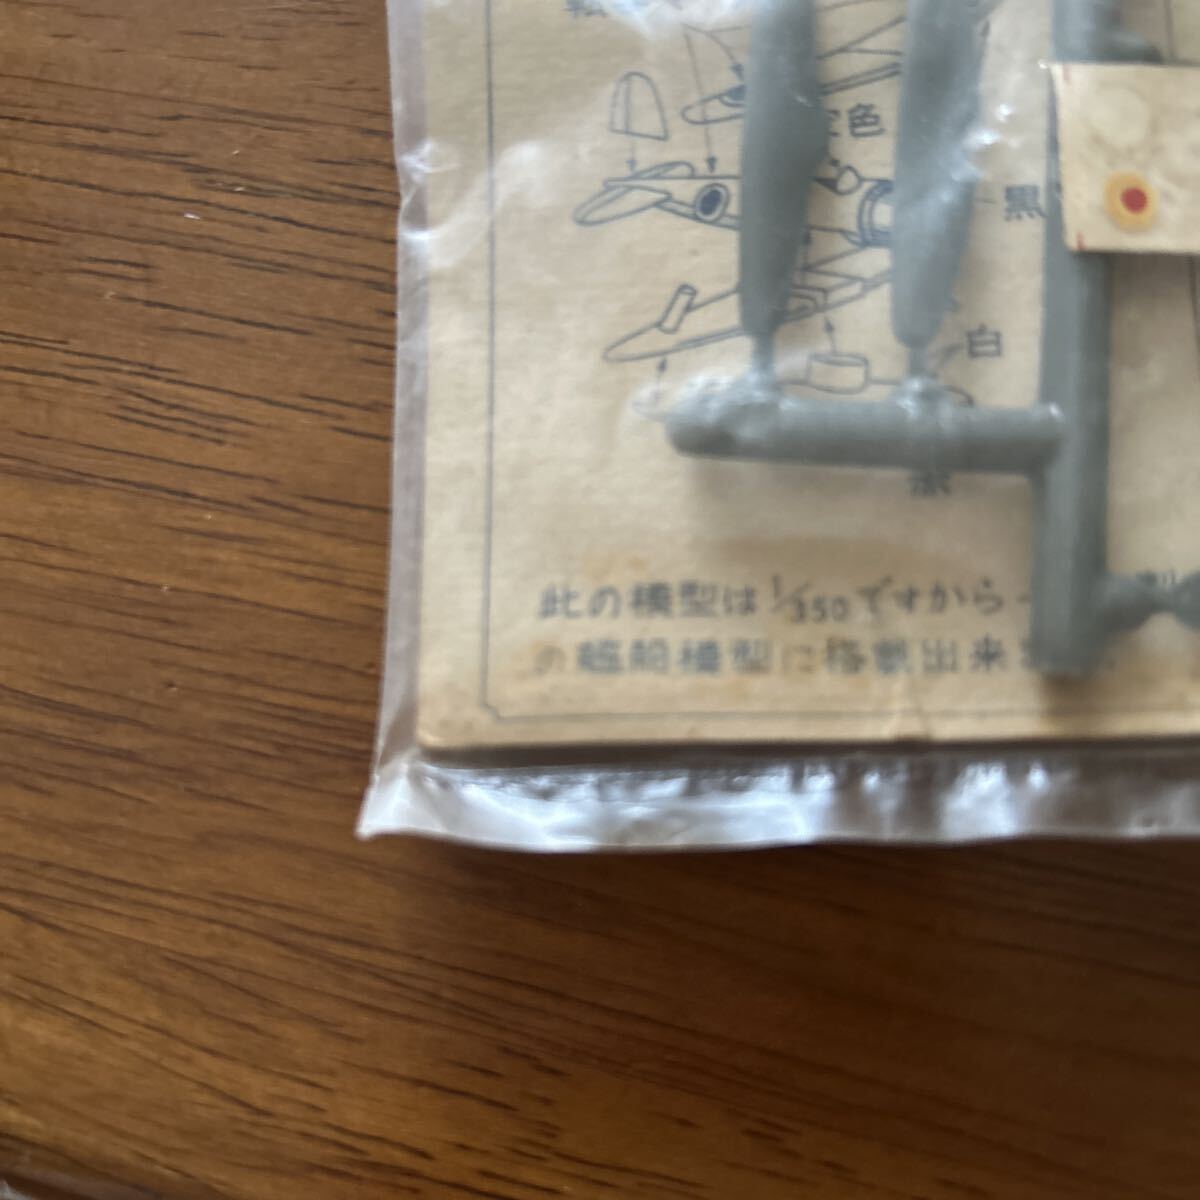 色
黒
白
此の模型は1/350ですから
の艦船模型に搭載出来